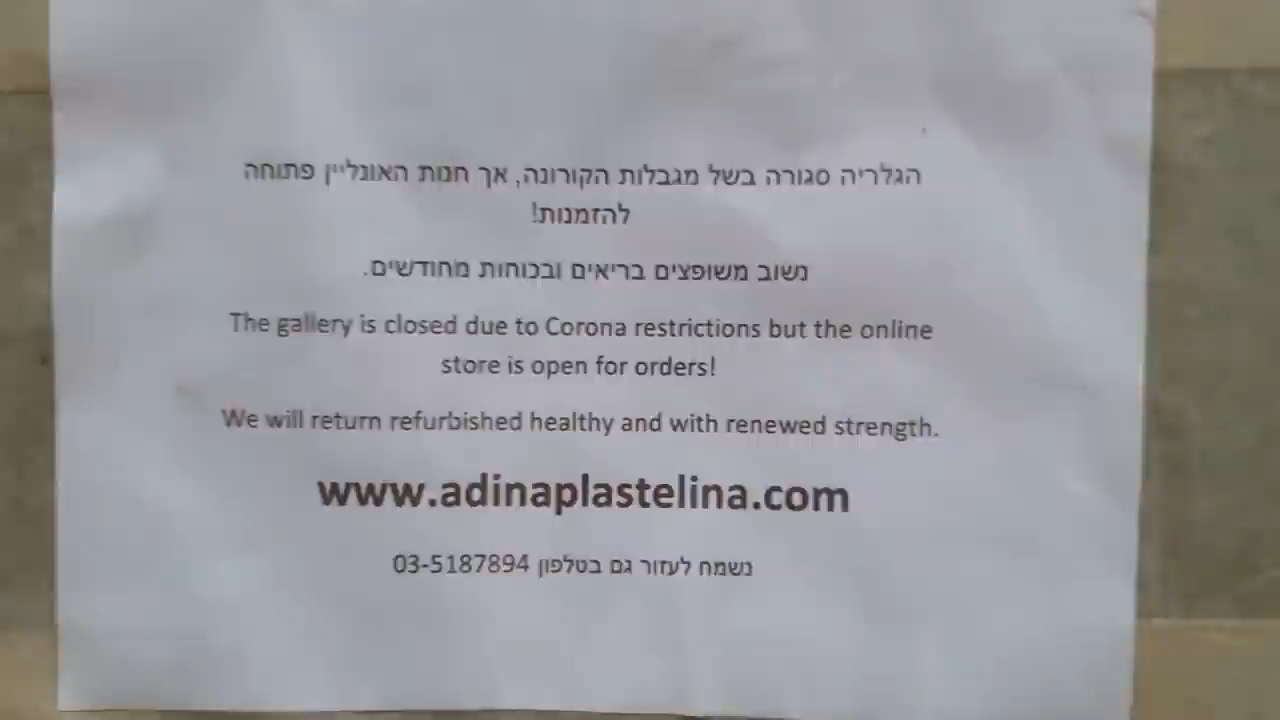 הגלריה סגורה בשל מגבלות הקורונה, אך חנות האונליין פתוחה
להזמנות!
נשוב משופצים בריאים ובכוחות מחודשים.
The gallery is closed due to Corona restrictions but the online
store is open for orders!
We will return refurbished healthy and with renewed strength.
www.adinaplastelina.com
נשמח לעזור גם בטלפון 03-5187894